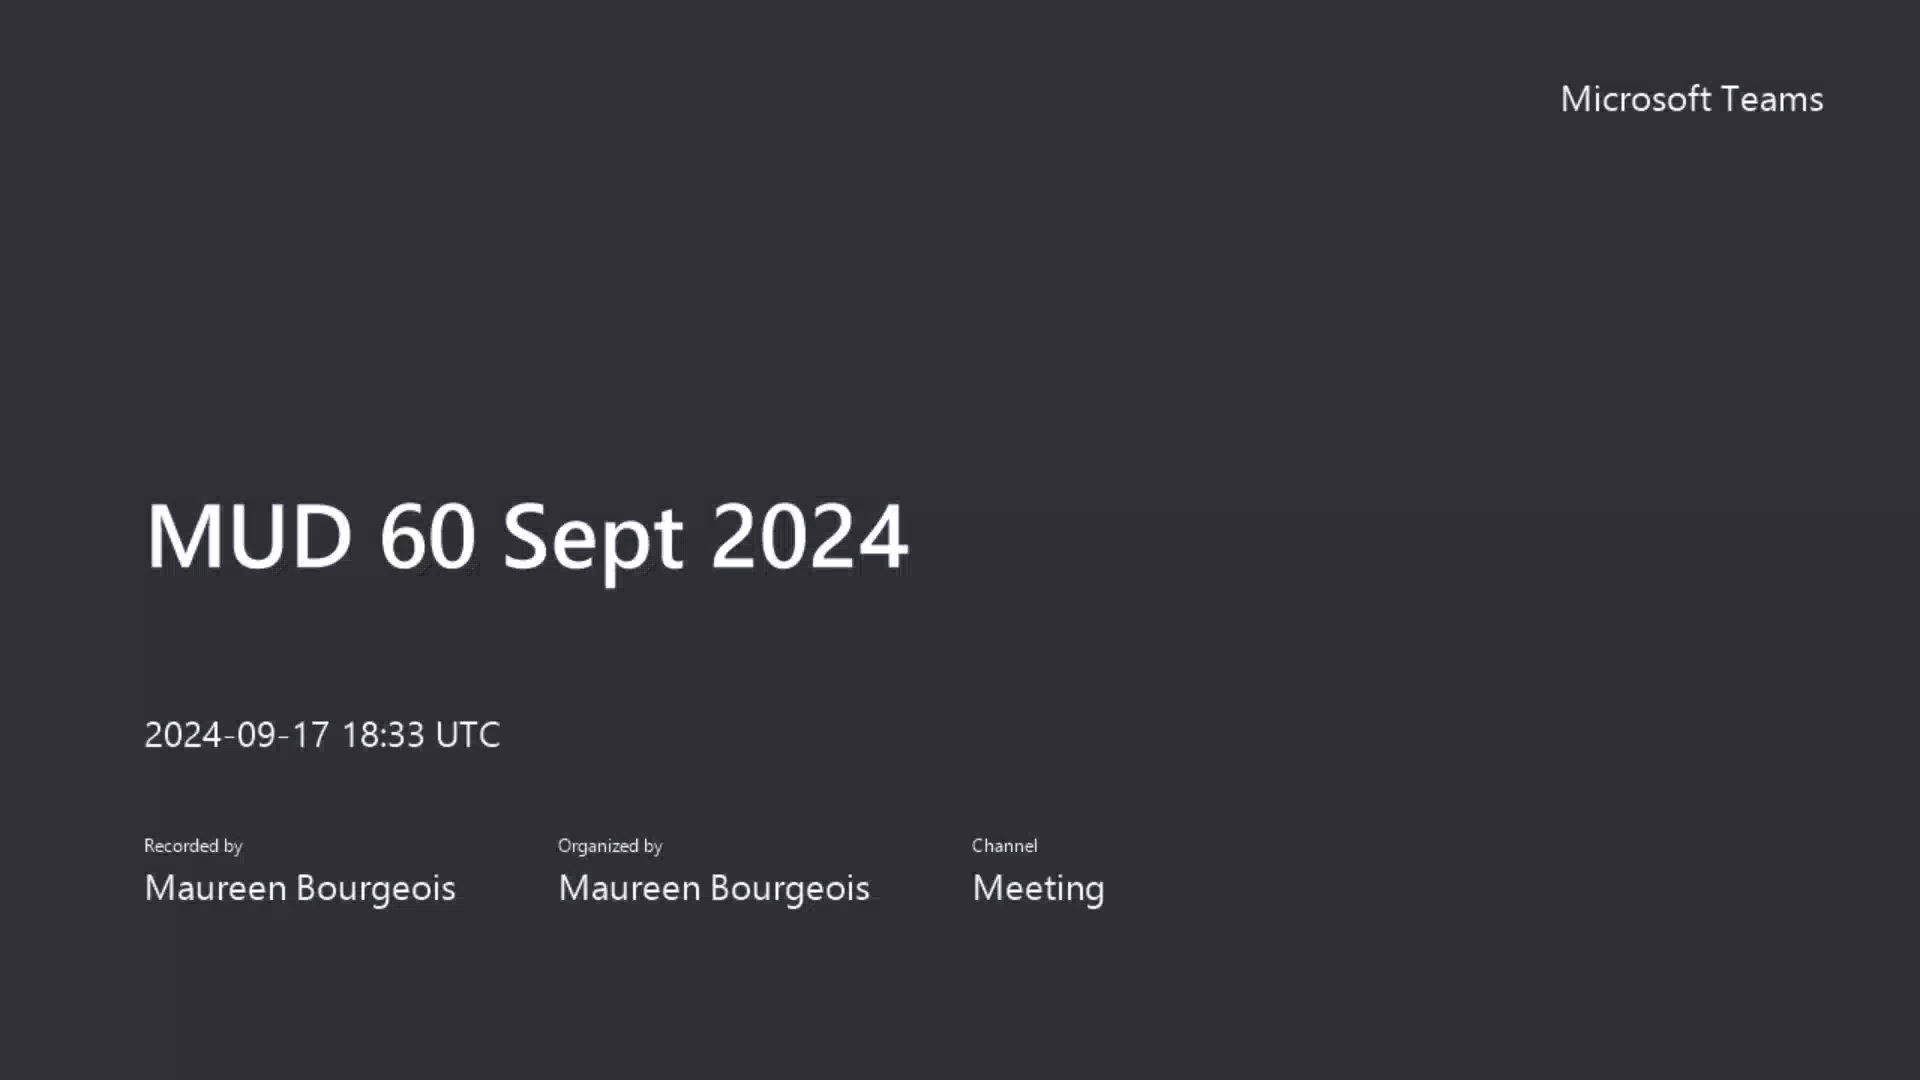 Microsoft Teams
MUD 60 Sept 2024
2024-09-17 18:33 UTC
Recorded by
Maureen Bourgeois
Organized by
Maureen Bourgeois
Channel
Meeting